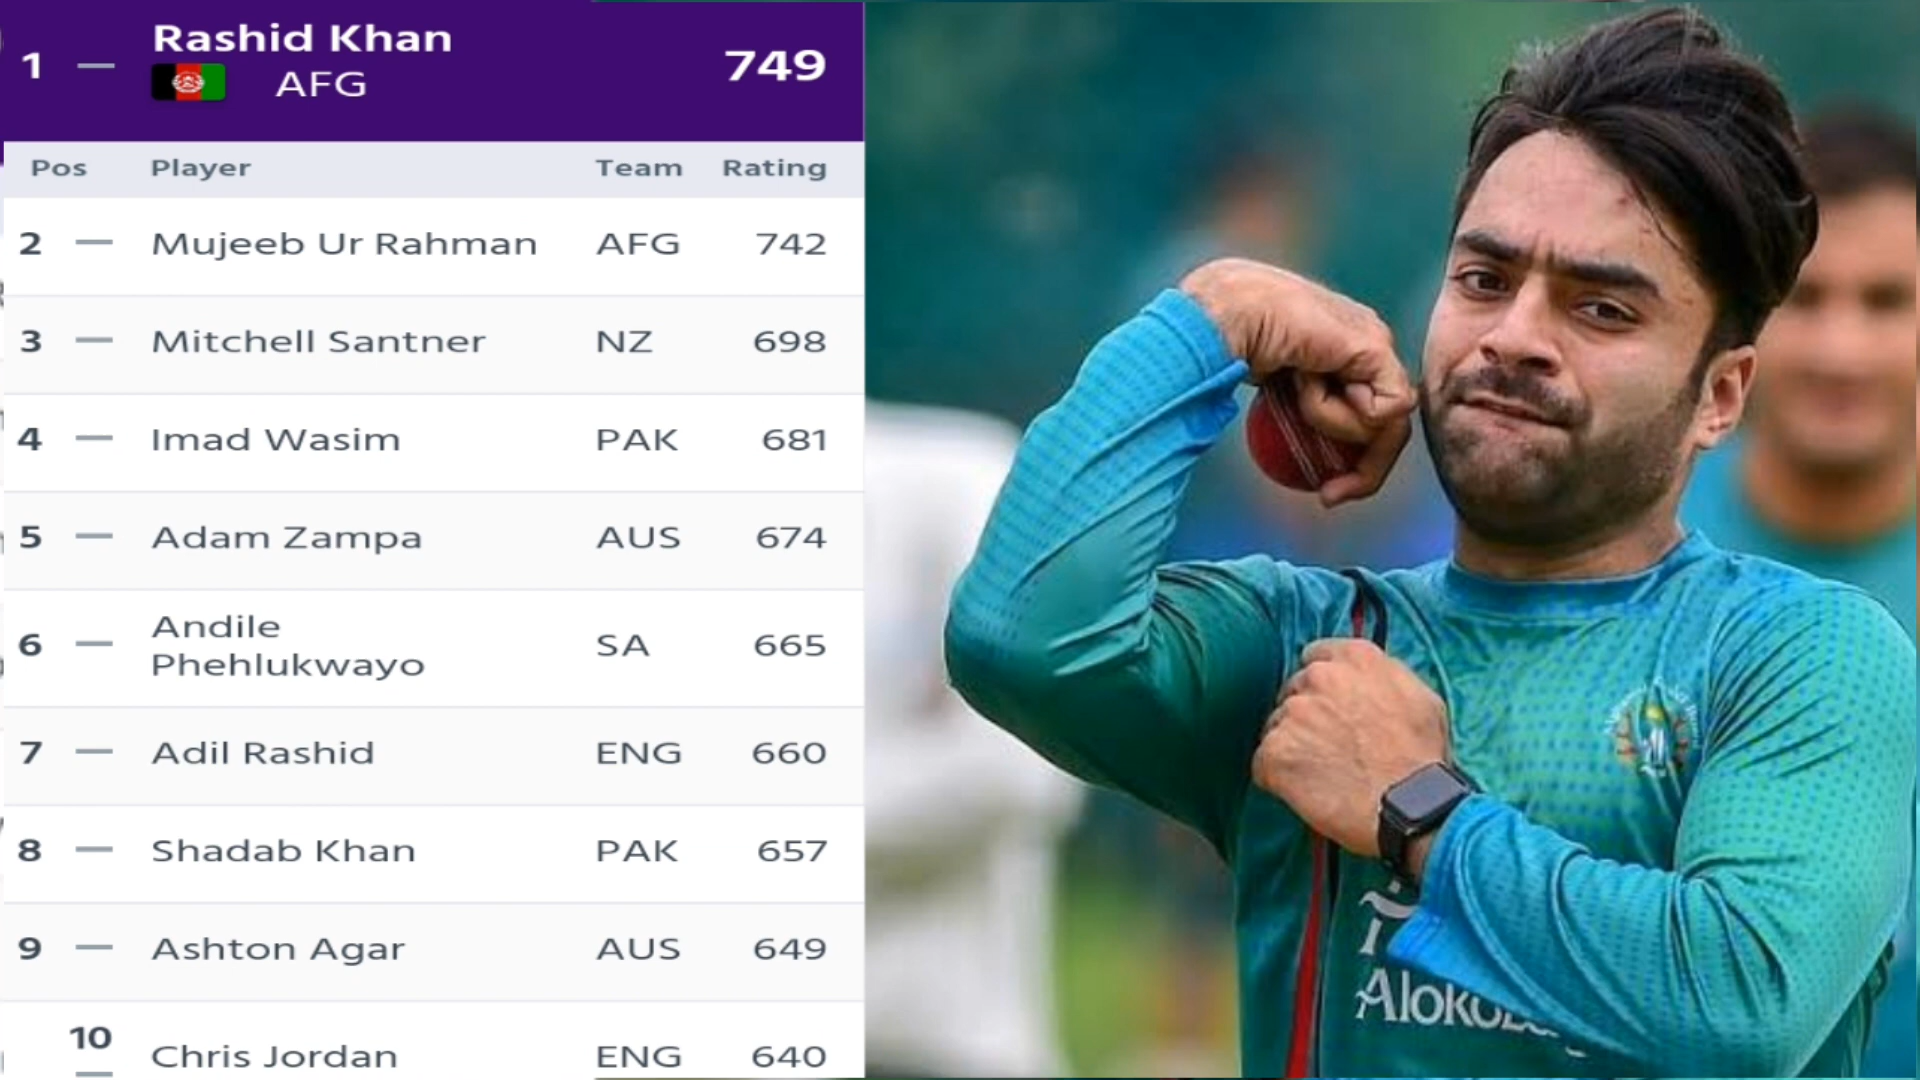 1 — Rashid Khan 749
AFG
Pos Player Team Rating
2 — Mujeeb Ur Rahman AFG 742
3 — Mitchell Santner NZ 698
4 — Imad Wasim PAK 681
5 — Adam Zampa AUS 674
Andile
6 — Phehlukwayo SA 665
7 — Adil Rashid ENG 660
8 — Shadab Khan PAK 657
9 — Ashton Agar AUS 649
10 — Chris Jordan ENG 640